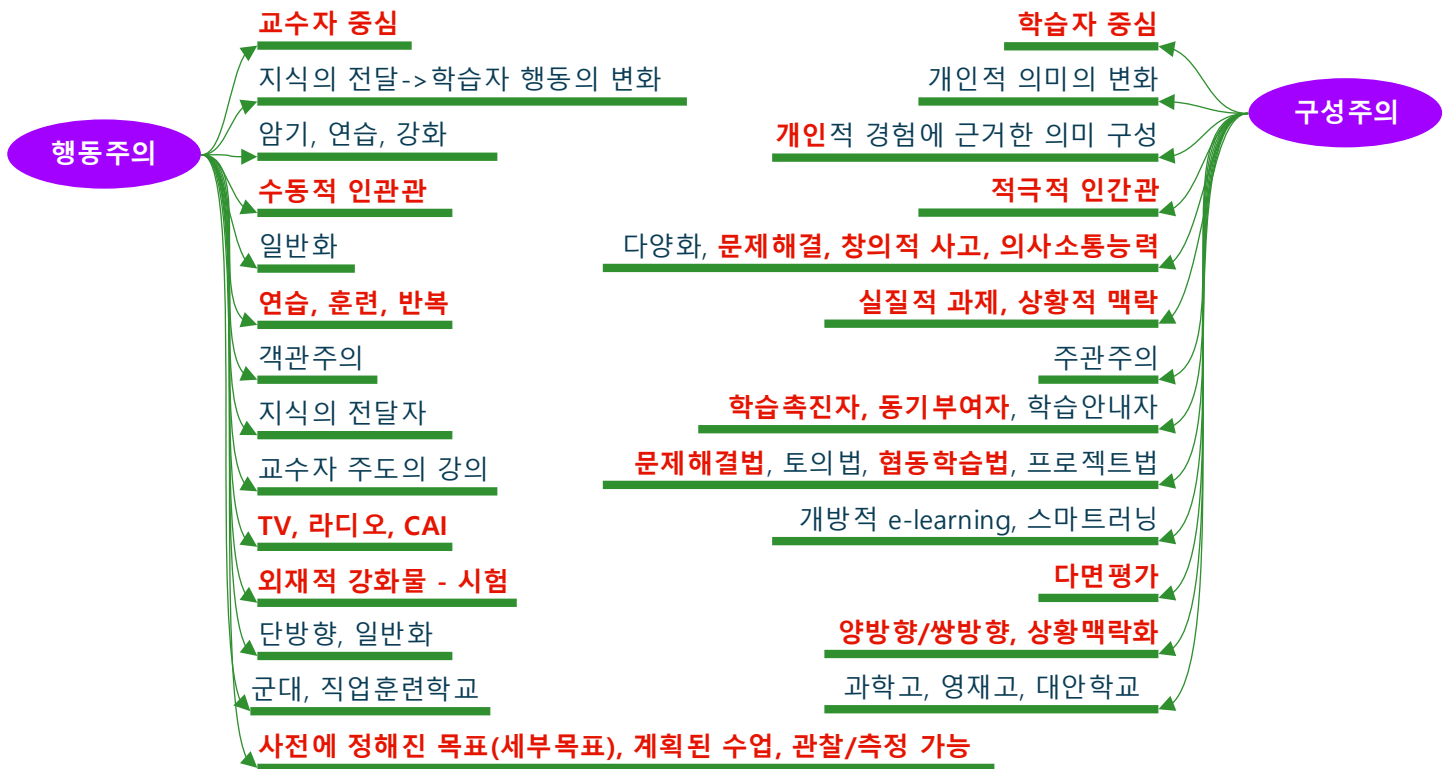 행동주의
교수자 중심
지식의 전달->학습자 행동의 변화
암기, 연습, 강화
수동적 인관관
일반화
연습, 훈련, 반복
객관주의
지식의 전달자
교수자 주도의 강의
TV, 라디오, CAI
외재적 강화물 - 시험
단방향, 일반화
군대, 직업훈련학교
사전에 정해진 목표(세부목표), 계획된 수업, 관찰/측정 가능
구성주의
학습자 중심
개인적 의미의 변화
개인적 경험에 근거한 의미 구성
적극적 인간관
다양화, 문제해결, 창의적 사고, 의사소통능력
실질적 과제, 상황적 맥락
주관주의
학습촉진자, 동기부여자, 학습안내자
문제해결법, 토의법, 협동학습법, 프로젝트법
개방적 e-learning, 스마트러닝
다면평가
양방향/쌍방향, 상황맥락화
과학고, 영재고, 대안학교